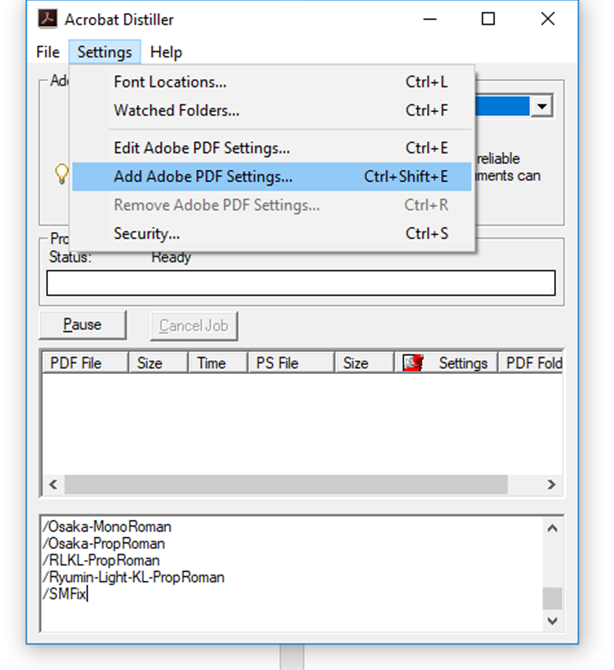 Acrobat Distiller
File Settings Help
Font Locations... Ctrl+L
Watched Folders... Ctrl+F
Edit Adobe PDF Settings... Ctrl+E
Add Adobe PDF Settings... Ctrl+Shift+E
Remove Adobe PDF Settings... Ctrl+R
Security... Ctrl+S
Ado
reliable
ments can
Pro
Status: Ready
Pause Cancel Job
PDF File Size Time PS File Size Settings PDF Fold
/Osaka-MonoRoman
/Osaka-PropRoman
/RLKL-PropRoman
/Ryumin-Light-KL-PropRoman
/SMFix